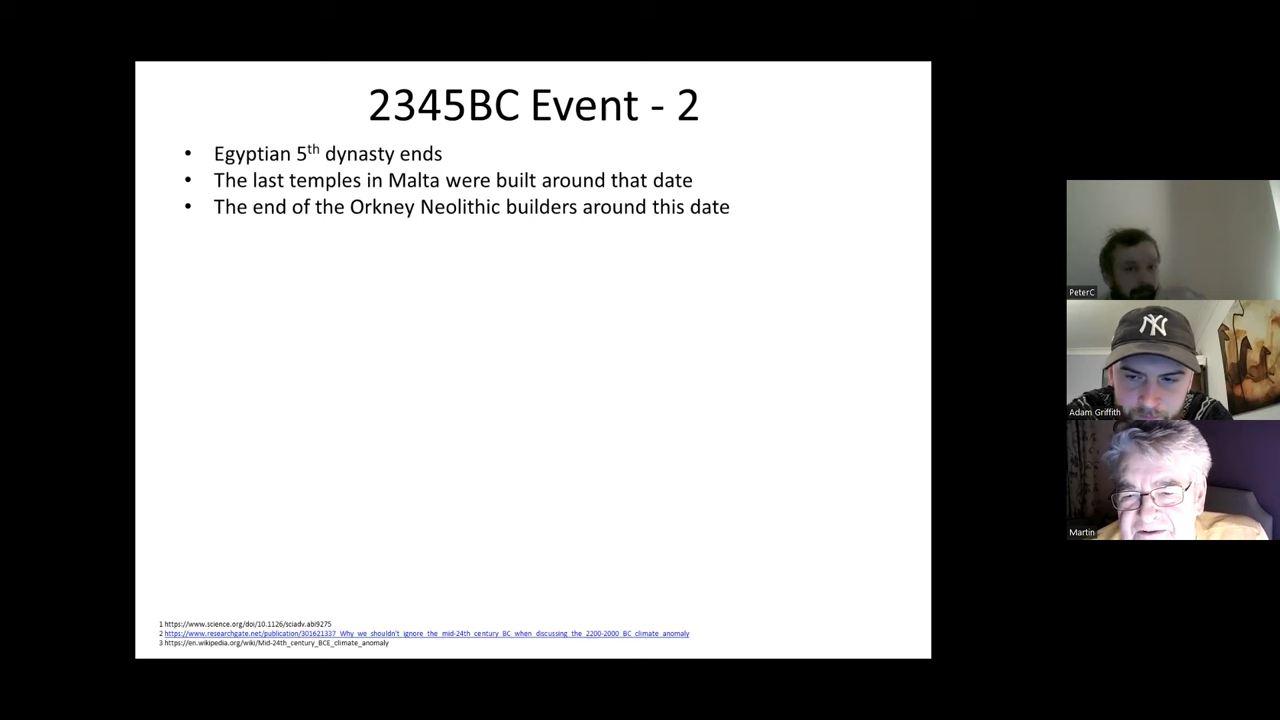 2345BC Event - 2
• Egyptian 5th dynasty ends
• The last temples in Malta were built around that date
• The end of the Orkney Neolithic builders around this date
PeterC
NY
Adam Griffith
Martin
1 https://www.science.org/doi/10.1126/sciadv.abi9275
2 https://www.researchgate.net/publication/301621337_Why_we_shouldn't_ignore_the_mid-24th_century_BC_when_discussing_the_2200-2000_BC_climate_anomaly
3 https://en.wikipedia.org/wiki/Mid-24th_century_BCE_climate_anomaly